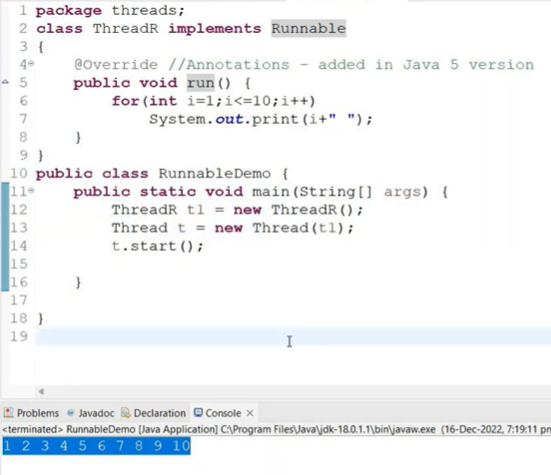 1 package threads;
2 class ThreadR implements Runnable
3 {
4 @Override //Annotations - added in Java 5 version
5 public void run() {
6 for(int i=1;i<=10;i++)
7 System.out.print(i+" ");
8 }
9 }
10 public class RunnableDemo {
11 public static void main(String[] args) {
12 ThreadR t1 = new ThreadR();
13 Thread t = new Thread(t1);
14 t.start();
15
16 }
17
18 }
19
Problems Javadoc Declaration Console
<terminated> RunnableDemo [Java Application] C:\Program Files\Java\jdk-18.0.1.1\bin\javaw.exe (16-Dec-2022, 7:19:11 pm
1 2 3 4 5 6 7 8 9 10